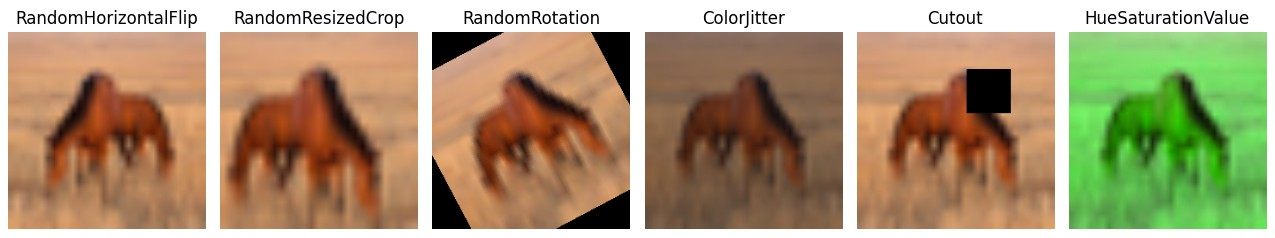 RandomHorizontalFlip
RandomResizedCrop
RandomRotation
ColorJitter
Cutout
HueSaturationValue